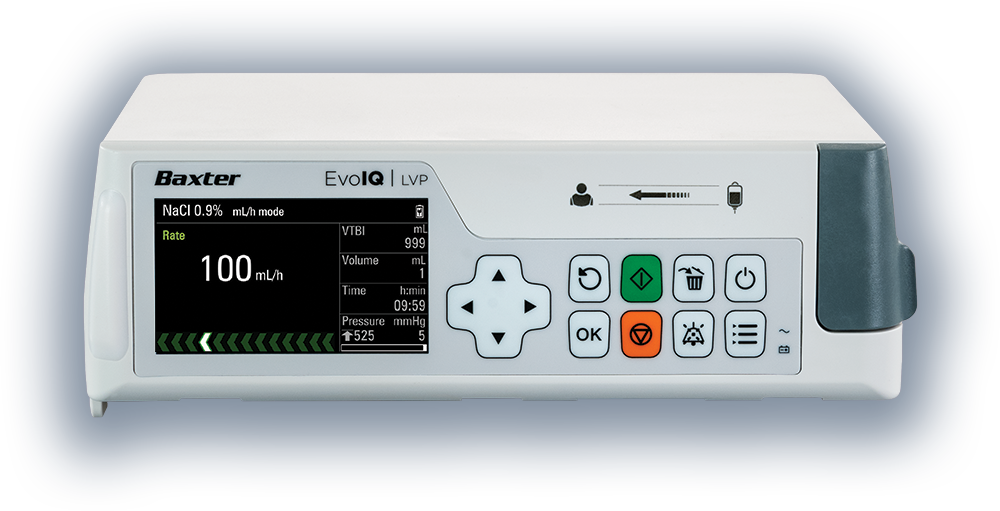 Baxter EvoIQ | LVP
NaCl 0.9% mL/h mode
Rate
100 mL/h
VTBI mL
999
Volume mL
1
Time h:min
09:59
Pressure mmHg
525 5
OK